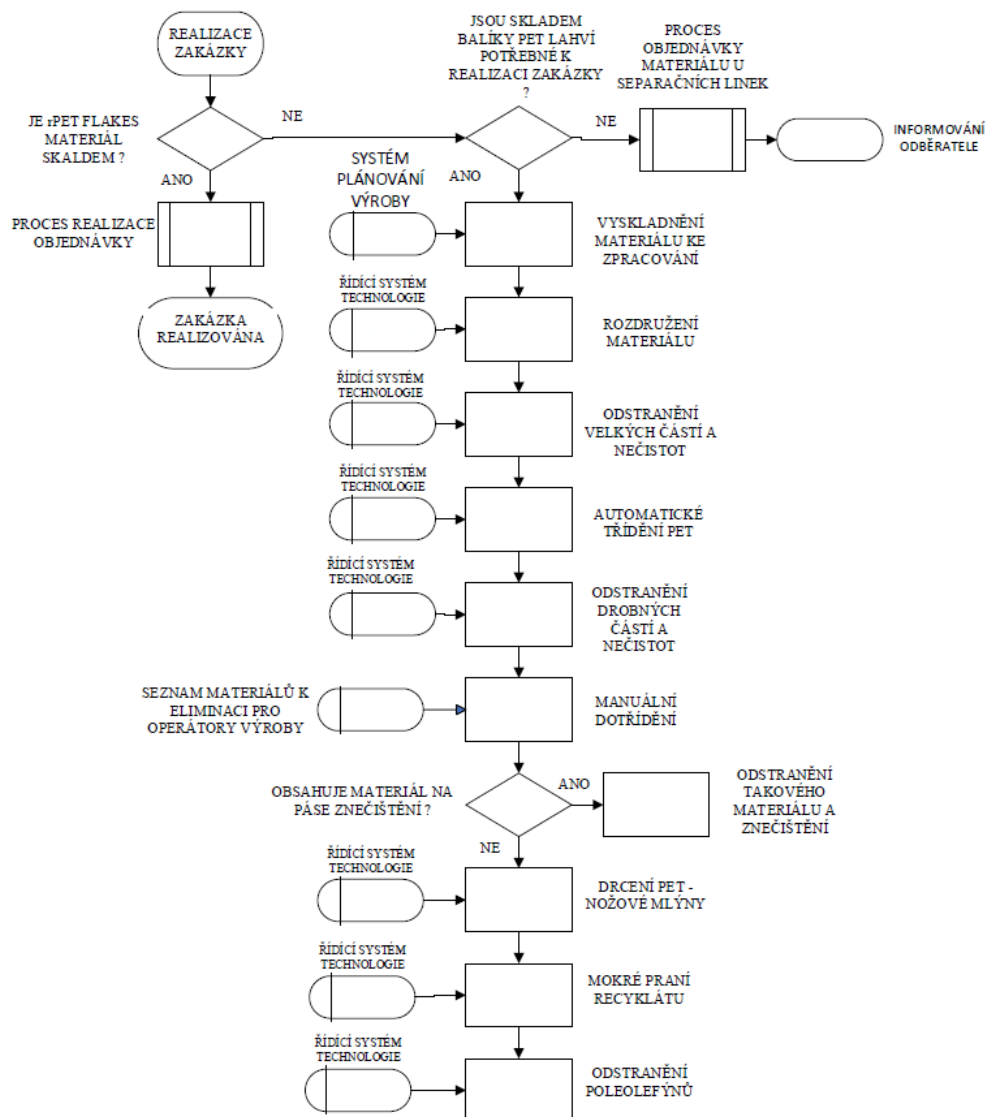 REALIZACE
ZAKÁZKY
JSOU SKLADEM
BALÍKY PET LAHVÍ
POTŘEBNÉ K
REALIZACI ZAKÁZKY
?
PROCES
OBJEDNÁVKY
MATERIÁLU U
SEPARAČNÍCH LINEK
JE rPET FLAKES
MATERIÁL
SKALDEM ?
NE
NE
INFORMOVÁNÍ
ODBĚRATELE
ANO
ANO
SYSTÉM
PLÁNOVÁNÍ
VÝROBY
PROCES REALIZACE
OBJEDNÁVKY
VYSKLADNĚNÍ
MATERIÁLU KE
ZPRACOVÁNÍ
ZAKÁZKA
REALIZOVÁNA
ŘÍDÍCÍ SYSTÉM
TECHNOLOGIE
ROZDRUŽENÍ
MATERIÁLU
ŘÍDÍCÍ SYSTÉM
TECHNOLOGIE
ODSTRANĚNÍ
VELKÝCH ČÁSTÍ A
NEČISTOT
ŘÍDÍCÍ SYSTÉM
TECHNOLOGIE
AUTOMATICKÉ
TŘÍDĚNÍ PET
ŘÍDÍCÍ SYSTÉM
TECHNOLOGIE
ODSTRANĚNÍ
DROBNÝCH
ČÁSTÍ A
NEČISTOT
SEZNAM MATERIÁLŮ K
ELIMINACI PRO
OPERÁTORY VÝROBY
MANUÁLNÍ
DOTŘÍDĚNÍ
OBSAHUJE MATERIÁL NA
PÁSE ZNEČIŠTĚNÍ ?
ANO
ODSTRANĚNÍ
TAKOVÉHO
MATERIÁLU A
ZNEČIŠTĚNÍ
NE
ŘÍDÍCÍ SYSTÉM
TECHNOLOGIE
DRCENÍ PET -
NOŽOVÉ MLÝNY
ŘÍDÍCÍ SYSTÉM
TECHNOLOGIE
MOKRÉ PRANÍ
RECYKLÁTU
ŘÍDÍCÍ SYSTÉM
TECHNOLOGIE
ODSTRANĚNÍ
POLEOLEFÝNŮ